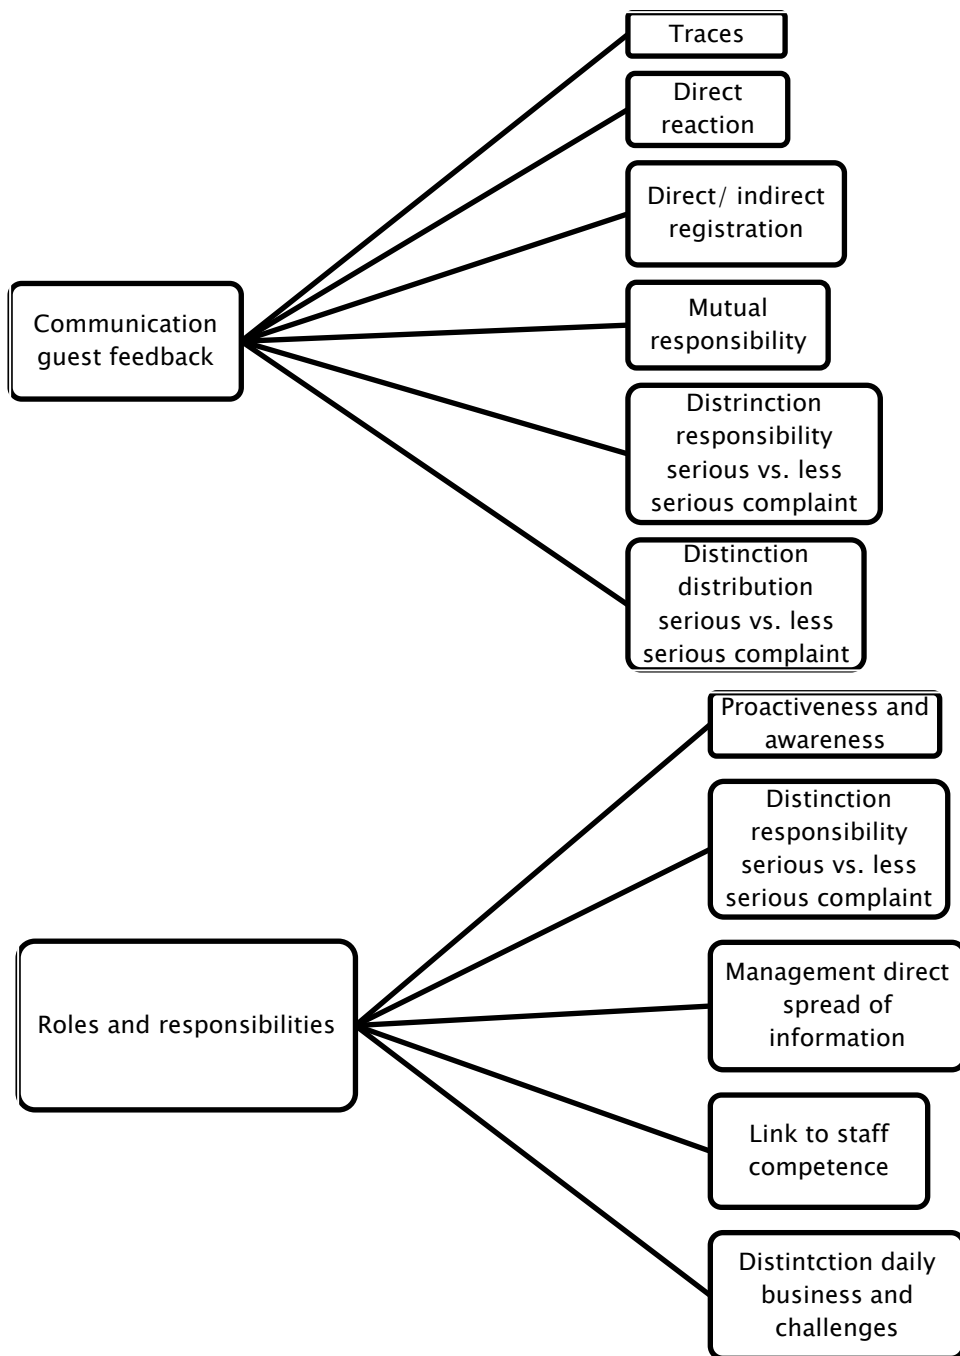 Traces
Direct
reaction
Direct/ indirect
registration
Communication
guest feedback
Mutual
responsibility
Distrinction
responsibility
serious vs. less
serious complaint
Distinction
distribution
serious vs. less
serious complaint
Proactiveness and
awareness
Distinction
responsibility
serious vs. less
serious complaint
Roles and responsibilities
Management direct
spread of
information
Link to staff
competence
Distintction daily
business and
challenges